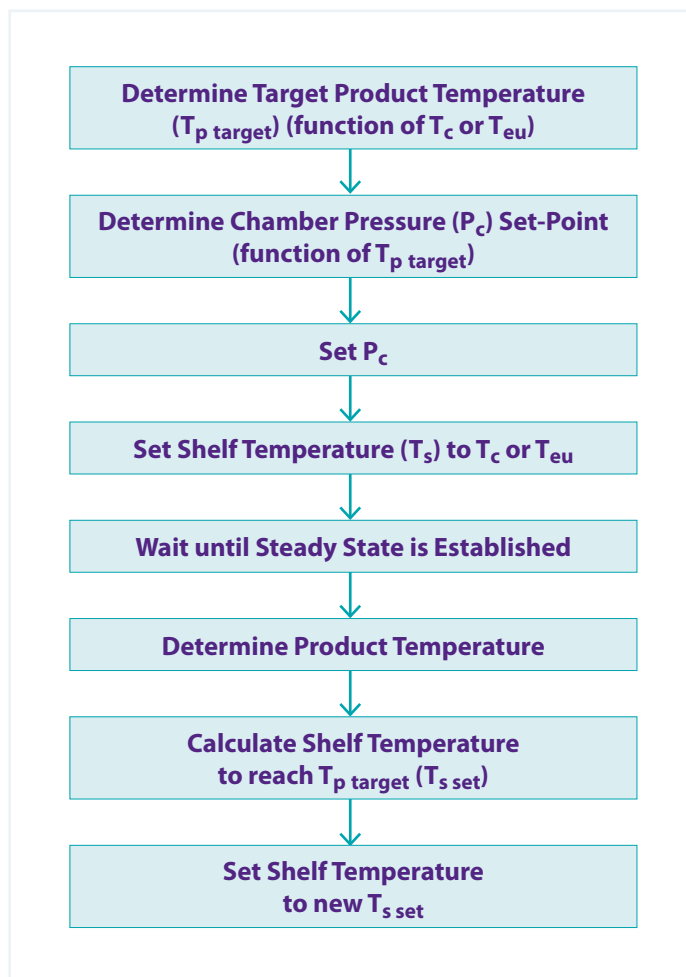 Determine Target Product Temperature
(Tp target) (function of Tc or Teu)
Determine Chamber Pressure (Pc) Set-Point
(function of Tp target)
Set Pc
Set Shelf Temperature (Ts) to Tc or Teu
Wait until Steady State is Established
Determine Product Temperature
Calculate Shelf Temperature
to reach Tp target (Ts set)
Set Shelf Temperature
to new Ts set